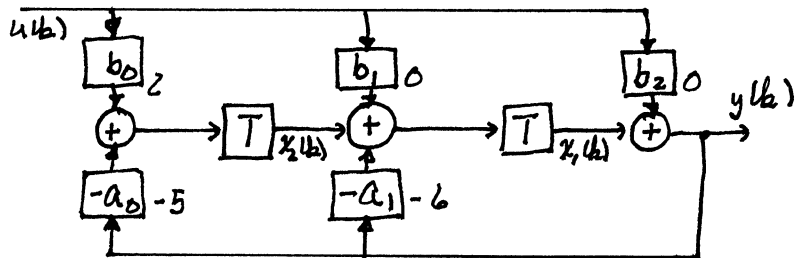 u(k)
b₀ 2
b₁ 0
b₂ 0
y(k)
+
T
x₂(k)
+
T
x₁(k)
+
-a₀ -5
-a₁ -6